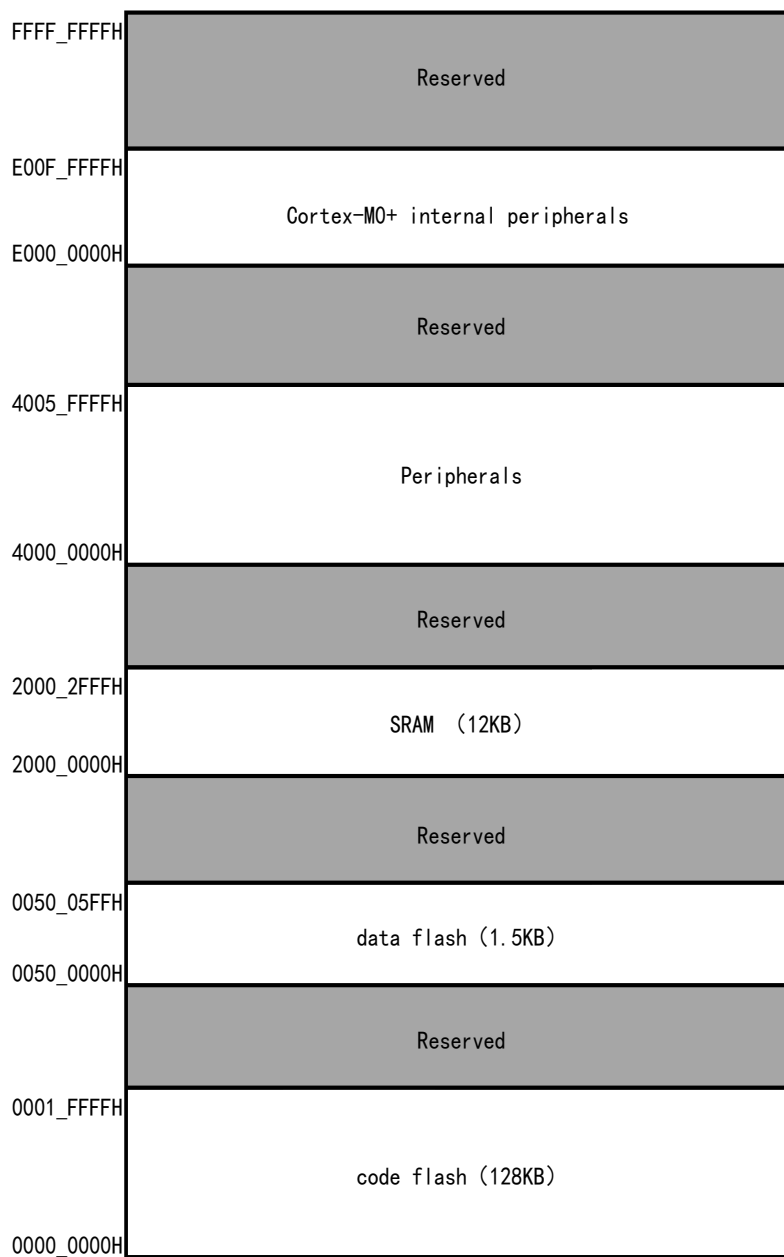 FFFF_FFFFH
Reserved
E00F_FFFFH
Cortex-M0+ internal peripherals
E000_0000H
Reserved
4005_FFFFH
Peripherals
4000_0000H
Reserved
2000_2FFFH
SRAM （12KB）
2000_0000H
Reserved
0050_05FFH
data flash（1.5KB）
0050_0000H
Reserved
0001_FFFFH
code flash（128KB）
0000_0000H